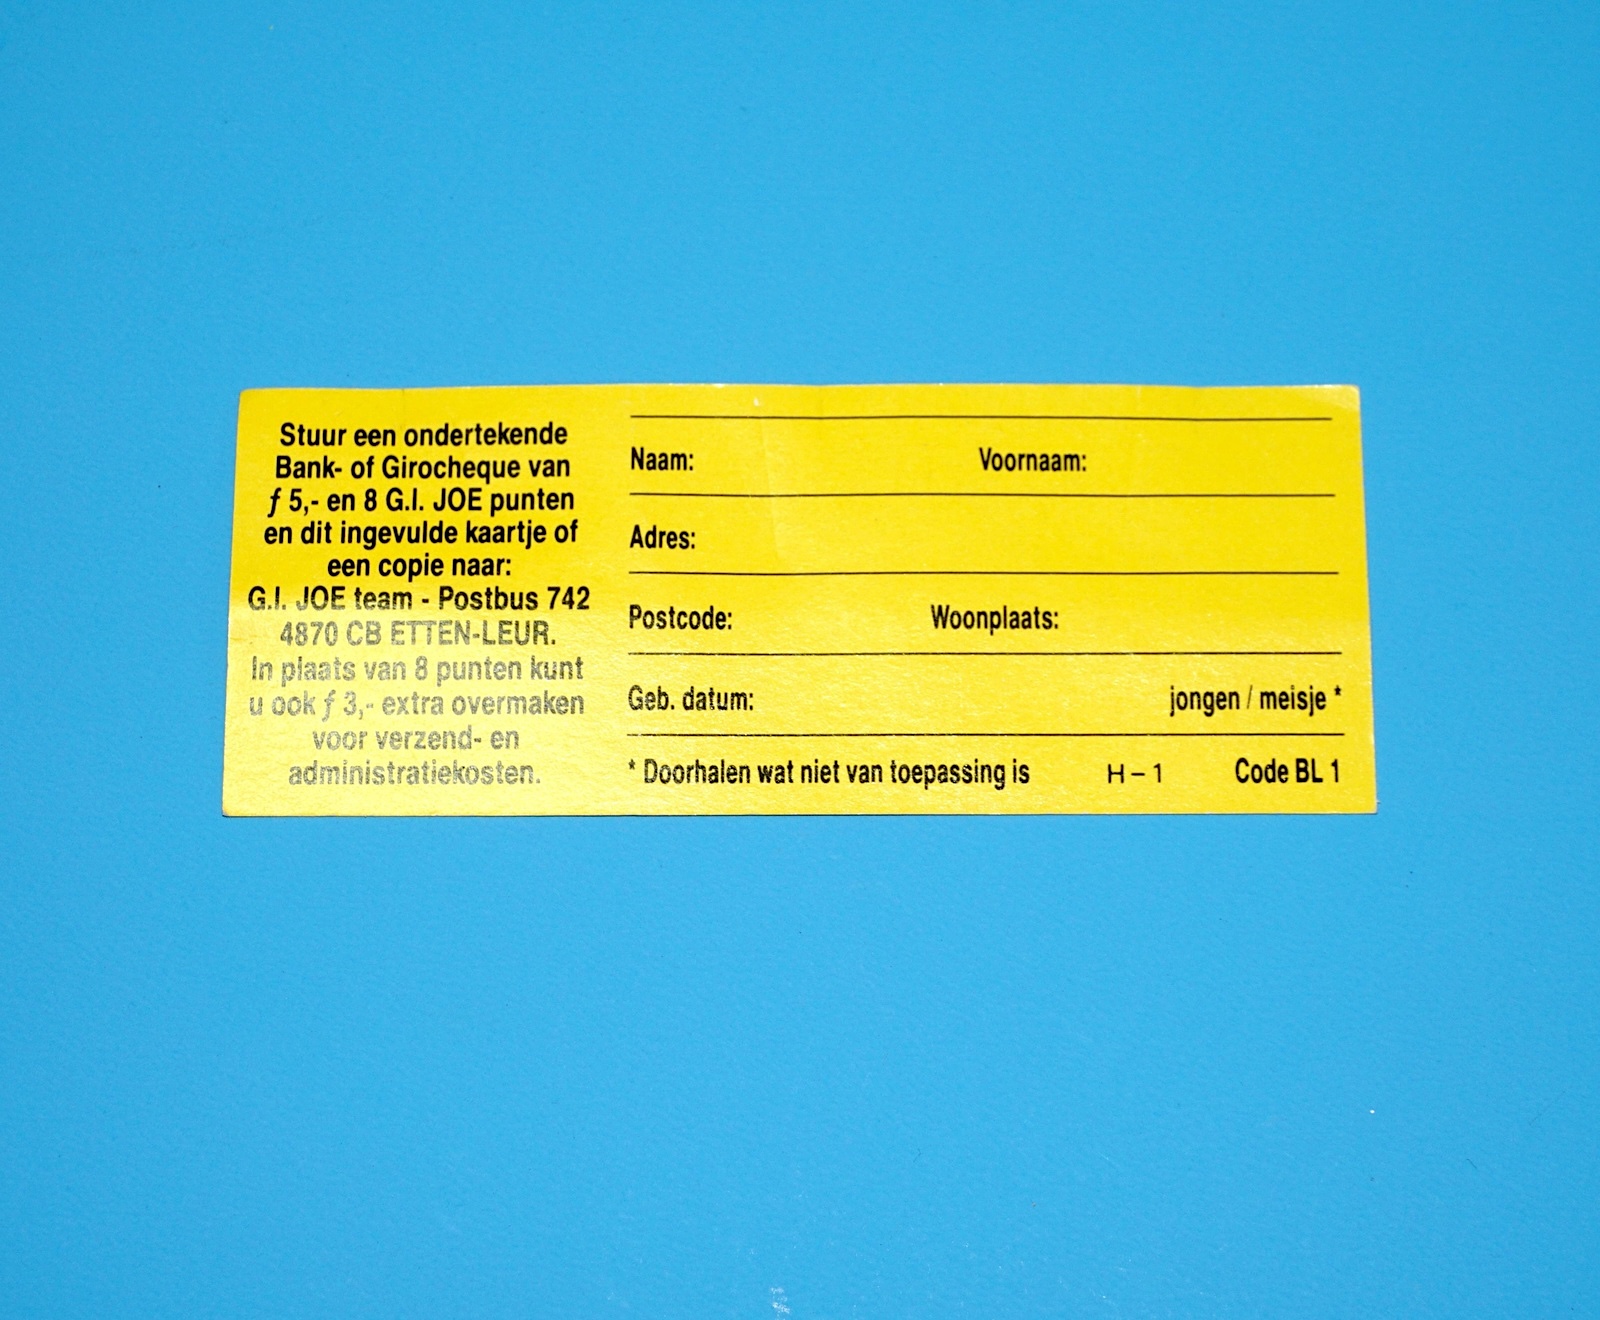 Stuur een ondertekende
Bank- of Girocheque van
ƒ 5,- en 8 G.I. JOE punten
en dit ingevulde kaartje of
een copie naar:
G.I. JOE team - Postbus 742
4870 CB ETTEN-LEUR.
In plaats van 8 punten kunt
u ook ƒ 3,- extra overmaken
voor verzend- en
administratiekosten.
Naam: Voornaam:
Adres:
Postcode: Woonplaats:
Geb. datum: jongen / meisje *
* Doorhalen wat niet van toepassing is H – 1 Code BL 1